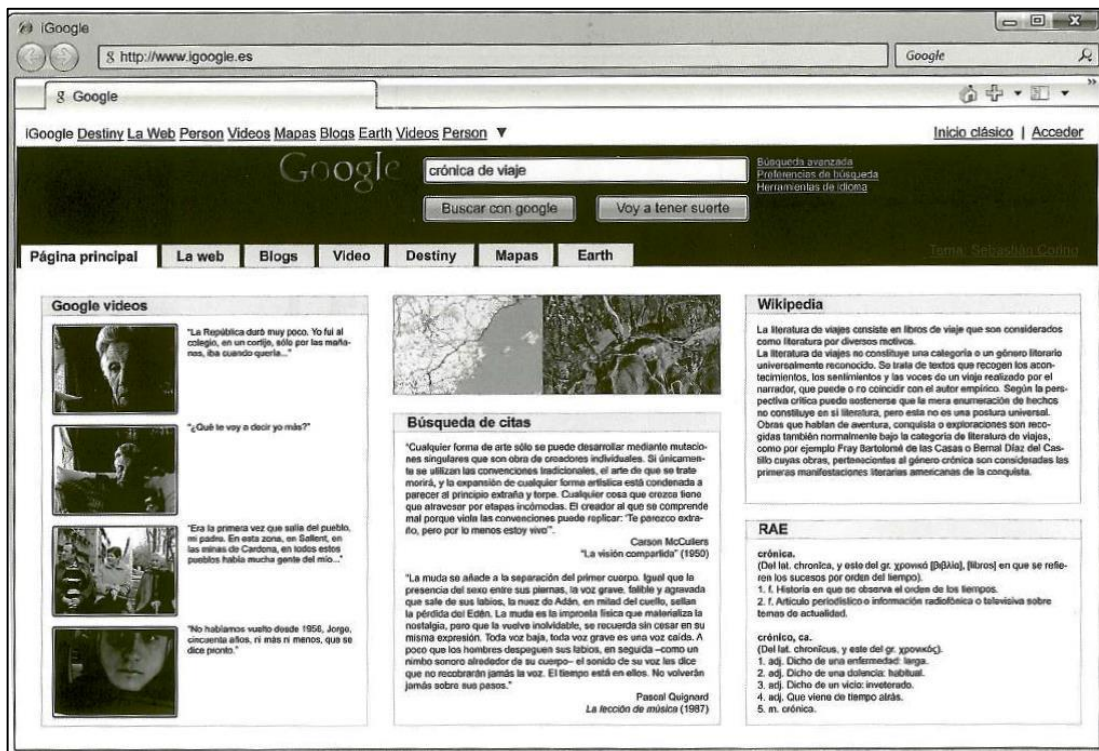 iGoogle
http://www.igoogle.es
Google
Google
iGoogle Destiny La Web Person Videos Mapas Blogs Earth Videos Person ▼
Inicio clásico | Acceder
Google
crónica de viaje
Búsqueda avanzada
Preferencias de búsqueda
Herramientas de idioma
Buscar con google
Voy a tener suerte
Página principal
La web
Blogs
Video
Destiny
Mapas
Earth
Tema: Sebastián Corino
Google videos
"La República duró muy poco. Yo fui al
colegio, en un cortijo, sólo por las maña-
nas, iba cuando quería..."
"¿Qué te voy a decir yo más?"
"Era la primera vez que salía del pueblo,
mi padre. En esta zona, en Sallent, en
las minas de Cardona, en todos estos
pueblos había mucha gente del mío..."
"No habíamos vuelto desde 1956, Jorge,
cincuenta años, ni más ni menos, que se
dice pronto."
Búsqueda de citas
"Cualquier forma de arte sólo se puede desarrollar mediante mutacio-
nes singulares que son obra de creadores individuales. Si únicamen-
te se utilizan las convenciones tradicionales, el arte de que se trate
morirá, y la expansión de cualquier forma artística está condenada a
parecer al principio extraña y torpe. Cualquier cosa que crezca tiene
que atravesar por etapas incómodas. El creador al que se comprende
mal porque viola las convenciones puede replicar: 'Te parezco extra-
ño, pero por lo menos estoy vivo'".
Carson McCullers
"La visión compartida" (1950)
"La muda se añade a la separación del primer cuerpo. Igual que la
presencia del sexo entre sus piernas, la voz grave, falible y agravada
que sale de sus labios, la nuez de Adán, en mitad del cuello, sellan
la pérdida del Edén. La muda es la impronta física que materializa la
nostalgia, pero que la vuelve inolvidable, se recuerda sin cesar en su
misma expresión. Toda voz baja, toda voz grave es una voz caída. A
poco que los hombres despeguen sus labios, en seguida –como un
nimbo sonoro alrededor de su cuerpo– el sonido de su voz les dice
que no recobrarán jamás la voz. El tiempo está en ellos. No volverán
jamás sobre sus pasos."
Pascal Quignard
La lección de música (1987)
Wikipedia
La literatura de viajes consiste en libros de viaje que son considerados
como literatura por diversos motivos.
La literatura de viajes no constituye una categoría o un género literario
universalmente reconocido. Se trata de textos que recogen los acon-
tecimientos, los sentimientos y las voces de un viaje realizado por el
narrador, que puede o no coincidir con el autor empírico. Según la pers-
pectiva crítica puede sostenerse que la mera enumeración de hechos
no constituye en sí literatura, pero esta no es una postura universal.
Obras que hablan de aventura, conquista o exploraciones son reco-
gidas también normalmente bajo la categoría de literatura de viajes,
como por ejemplo Fray Bartolomé de las Casas o Bernal Díaz del Cas-
tillo cuyas obras, pertenecientes al género crónica son consideradas las
primeras manifestaciones literarias americanas de la conquista.
RAE
crónica.
(Del lat. chronica, y este del gr. χρονικά [βιβλία], [libros] en que se refie-
ren los sucesos por orden del tiempo).
1. f. Historia en que se observa el orden de los tiempos.
2. f. Artículo periodístico o información radiofónica o televisiva sobre
temas de actualidad.
crónico, ca.
(Del lat. chronĭcus, y este del gr. χρονικός).
1. adj. Dicho de una enfermedad: larga.
2. adj. Dicho de una dolencia: habitual.
3. adj. Dicho de un vicio: inveterado.
4. adj. Que viene de tiempo atrás.
5. m. crónica.